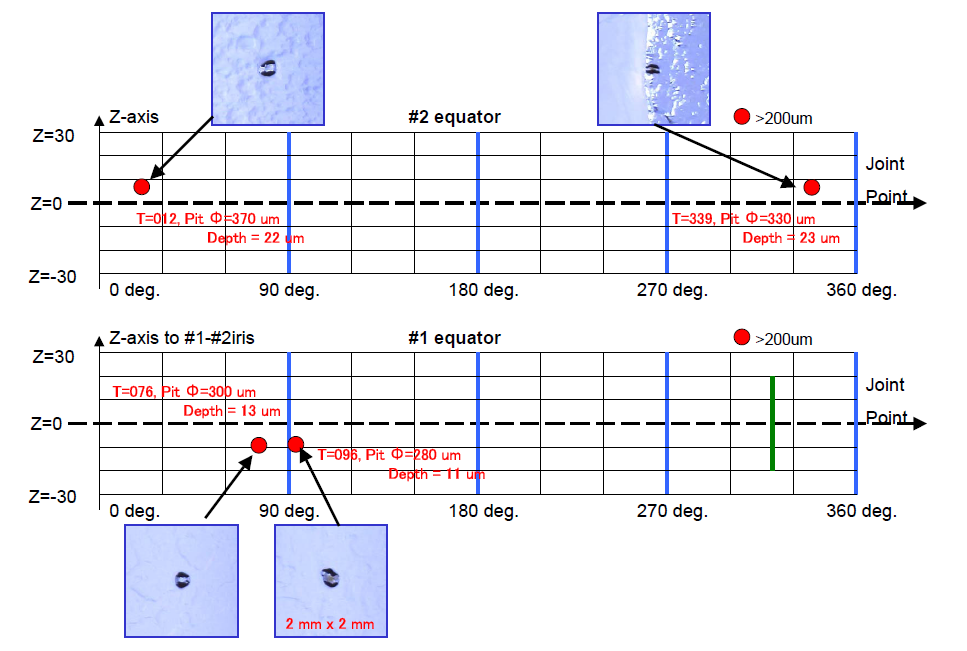 Z-axis
#2 equator
>200um
Z=30
Joint
Z=0
Point
T=012, Pit Φ=370 um
Depth = 22 um
T=339, Pit Φ=330 um
Depth = 23 um
Z=-30
0 deg.
90 deg.
180 deg.
270 deg.
360 deg.
Z-axis to #1-#2iris
#1 equator
>200um
Z=30
T=076, Pit Φ=300 um
Depth = 13 um
Joint
Z=0
Point
T=096, Pit Φ=280 um
Depth = 11 um
Z=-30
0 deg.
90 deg.
180 deg.
270 deg.
360 deg.
2 mm x 2 mm